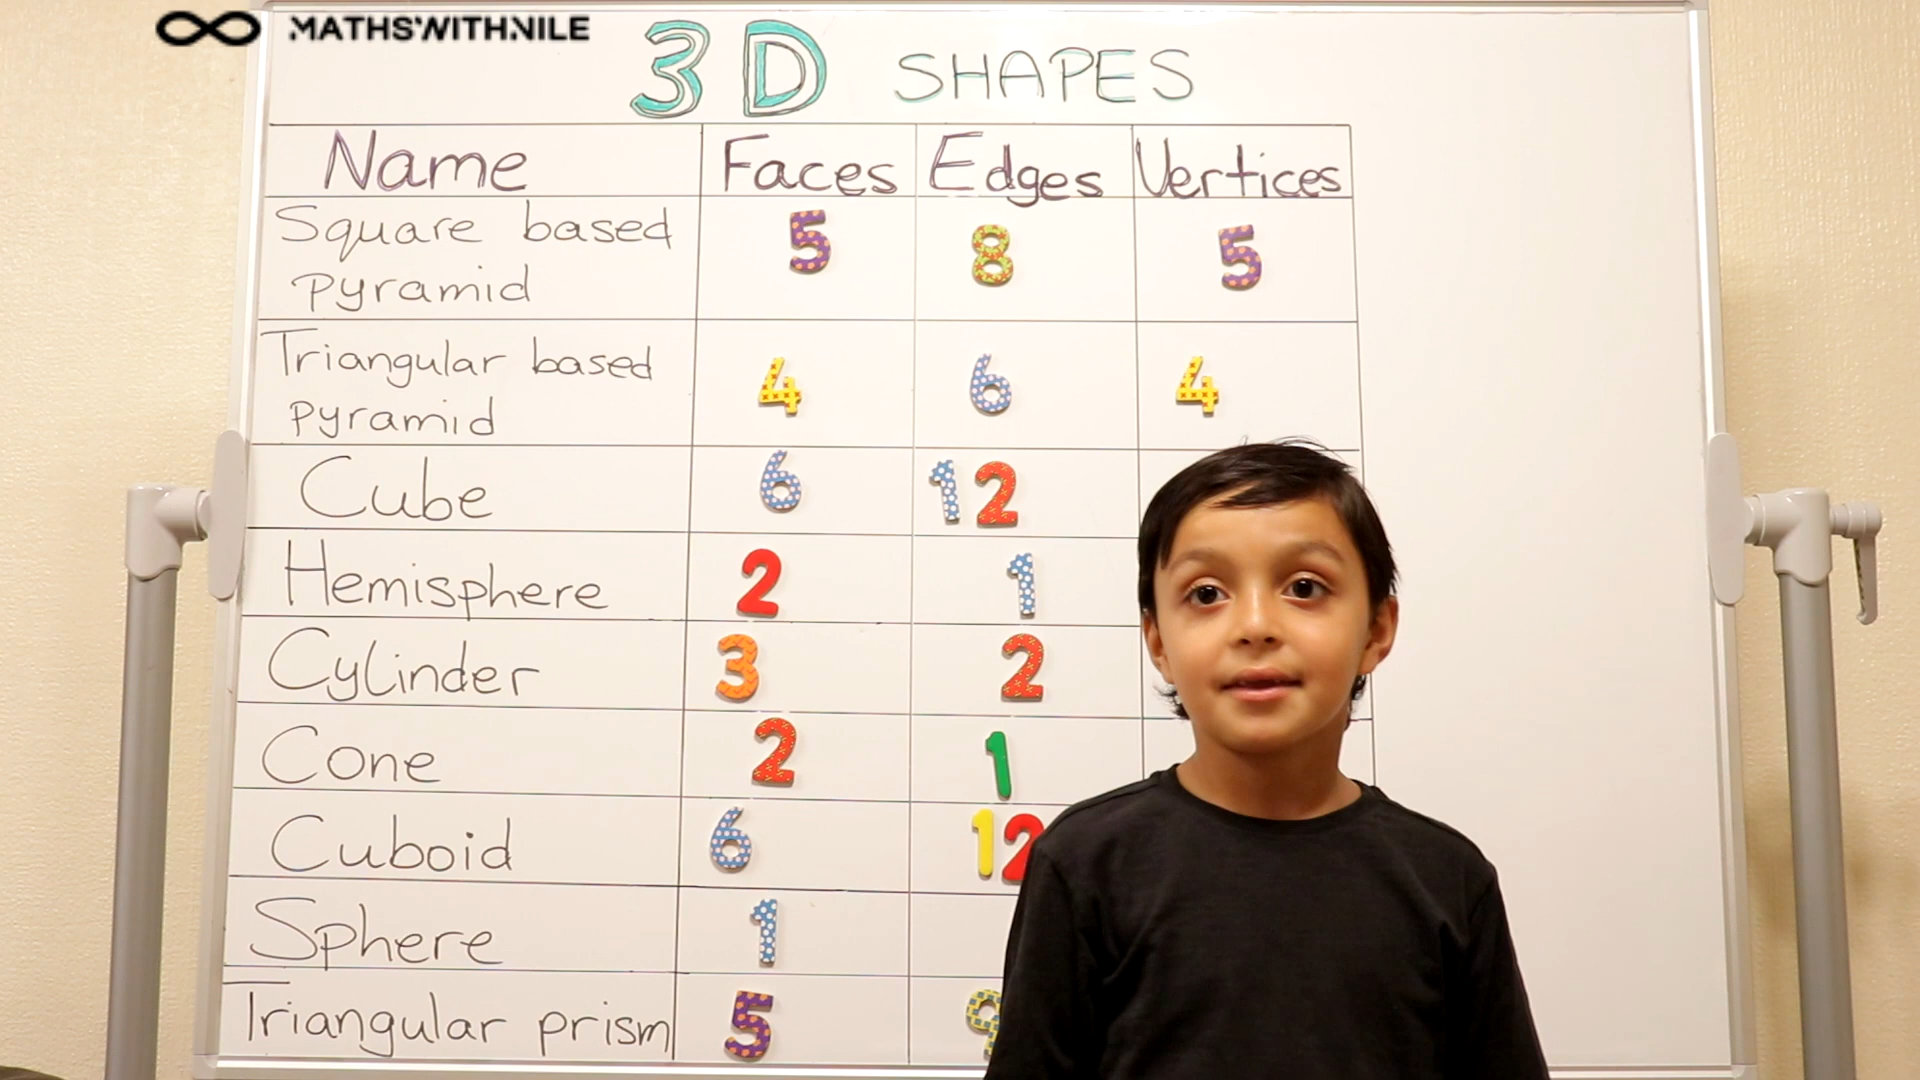 MATHSWITHNILE
3D SHAPES
Name Faces Edges Vertices
Square based pyramid 5 8 5
Triangular based pyramid 4 6 4
Cube 6 12
Hemisphere 2 1
Cylinder 3 2
Cone 2 1
Cuboid 6 12
Sphere 1
Triangular prism 5 9